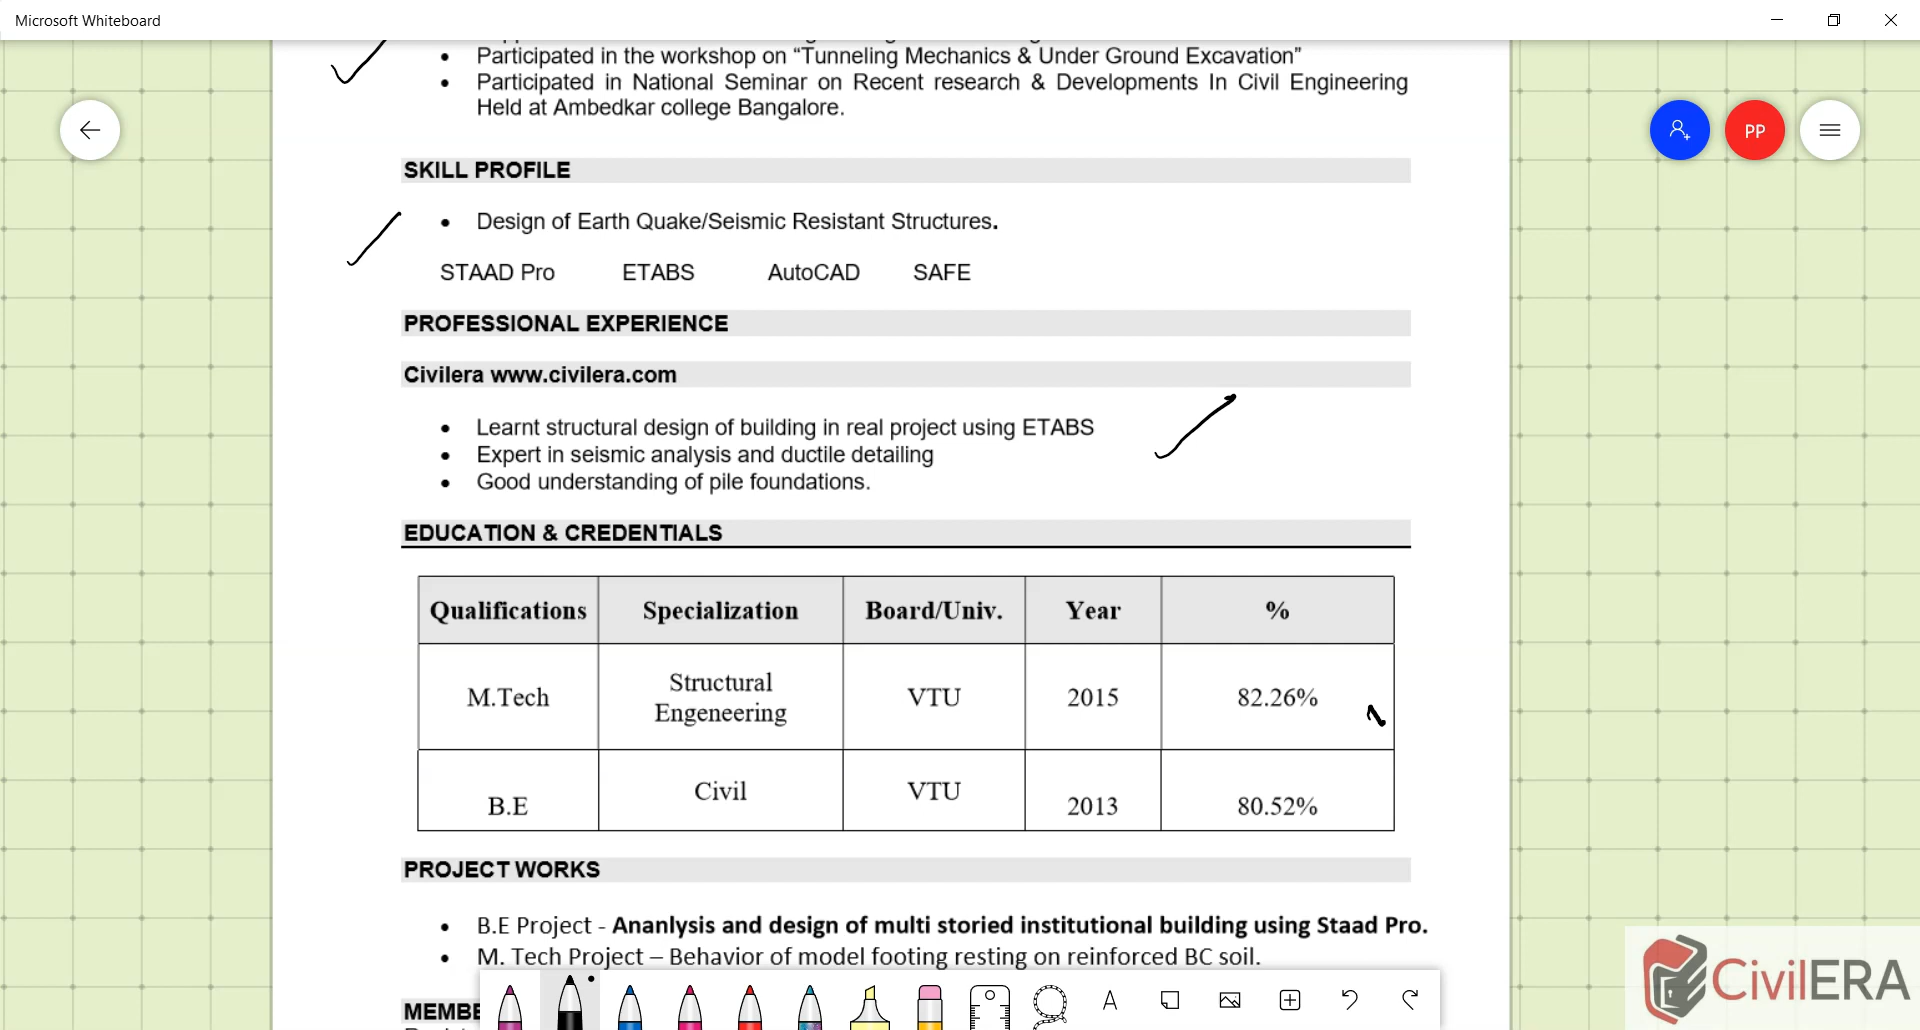 Microsoft Whiteboard
• Participated in the workshop on “Tunneling Mechanics & Under Ground Excavation”
• Participated in National Seminar on Recent research & Developments In Civil Engineering
Held at Ambedkar college Bangalore.
PP
SKILL PROFILE
• Design of Earth Quake/Seismic Resistant Structures.
STAAD Pro ETABS AutoCAD SAFE
PROFESSIONAL EXPERIENCE
Civilera www.civilera.com
• Learnt structural design of building in real project using ETABS
• Expert in seismic analysis and ductile detailing
• Good understanding of pile foundations.
EDUCATION & CREDENTIALS
Qualifications Specialization Board/Univ. Year %
M.Tech Structural Engeneering VTU 2015 82.26%
B.E Civil VTU 2013 80.52%
PROJECT WORKS
• B.E Project - Ananlysis and design of multi storied institutional building using Staad Pro.
• M. Tech Project – Behavior of model footing resting on reinforced BC soil.
CivilERA